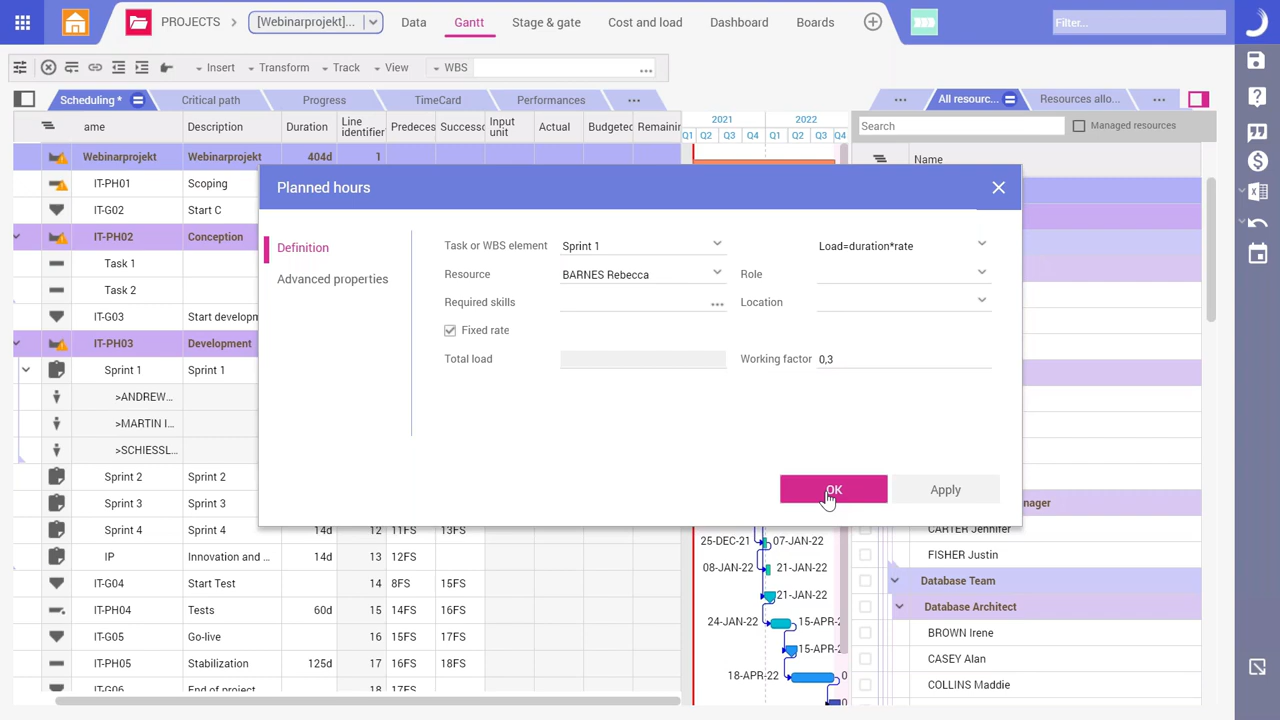 PROJECTS
[Webinarprojekt]...
Data
Gantt
Stage & gate
Cost and load
Dashboard
Boards
Filter...
Insert
Transform
Track
View
WBS
...
Scheduling *
Critical path
Progress
TimeCard
Performances
...
...
All resourc...
Resources allo...
...
ame
Description
Duration
Line identifier
Predeces
Successo
Input unit
Actual
Budgeted
Remainin
2021
2022
Q1 Q2 Q3 Q4 Q1 Q2 Q3 Q4
Search
Managed resources
Name
Webinarprojekt Webinarprojekt 404d 1
IT-PH01 Scoping
IT-G02 Start C
IT-PH02 Conception
Task 1
Task 2
IT-G03 Start developm
IT-PH03 Development
Sprint 1 Sprint 1
>ANDREW...
>MARTIN I...
>SCHIESSL...
Sprint 2 Sprint 2
Sprint 3 Sprint 3
Sprint 4 Sprint 4 14d 12 11FS 13FS
IP Innovation and ... 14d 13 12FS
IT-G04 Start Test 14 8FS 15FS
IT-PH04 Tests 60d 15 14FS 16FS
IT-G05 Go-live 16 15FS 17FS
IT-PH05 Stabilization 125d 17 16FS 18FS
IT-G06 End of project 18 17FS
Planned hours
Definition
Advanced properties
Task or WBS element Sprint 1
Load=duration*rate
Resource BARNES Rebecca
Role
Required skills ...
Location
Fixed rate
Total load
Working factor 0,3
OK
Apply
25-DEC-21 07-JAN-22
08-JAN-22 21-JAN-22
21-JAN-22
24-JAN-22 15-APR-2
15-APR-2
18-APR-22 0
0
nager
CARTER Jennifer
FISHER Justin
Database Team
Database Architect
BROWN Irene
CASEY Alan
COLLINS Maddie